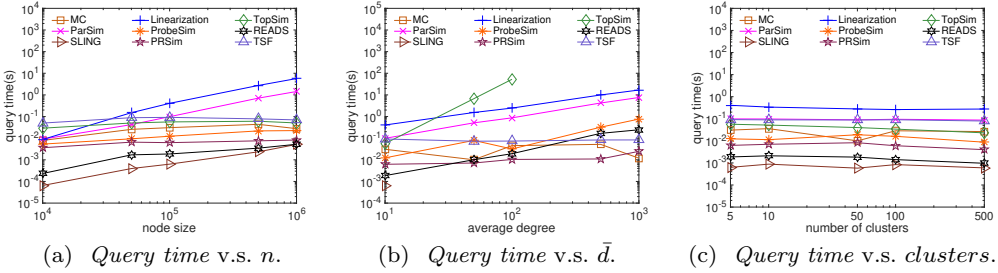 MC Linearization TopSim
ParSim ProbeSim READS
SLING PRSim TSF
query time(s)
10^4
10^3
10^2
10^1
10^0
10^-1
10^-2
10^-3
10^-4
10^-5
10^4 10^5 10^6
node size
(a) Query time v.s. n.
MC Linearization TopSim
ParSim ProbeSim READS
SLING PRSim TSF
query time(s)
10^5
10^4
10^3
10^2
10^1
10^0
10^-1
10^-2
10^-3
10^-4
10^-5
10^1 10^2 10^3
average degree
(b) Query time v.s. d̄.
MC Linearization TopSim
ParSim ProbeSim READS
SLING PRSim TSF
query time(s)
10^4
10^3
10^2
10^1
10^0
10^-1
10^-2
10^-3
10^-4
10^-5
5 10 50 100 500
number of clusters
(c) Query time v.s. clusters.